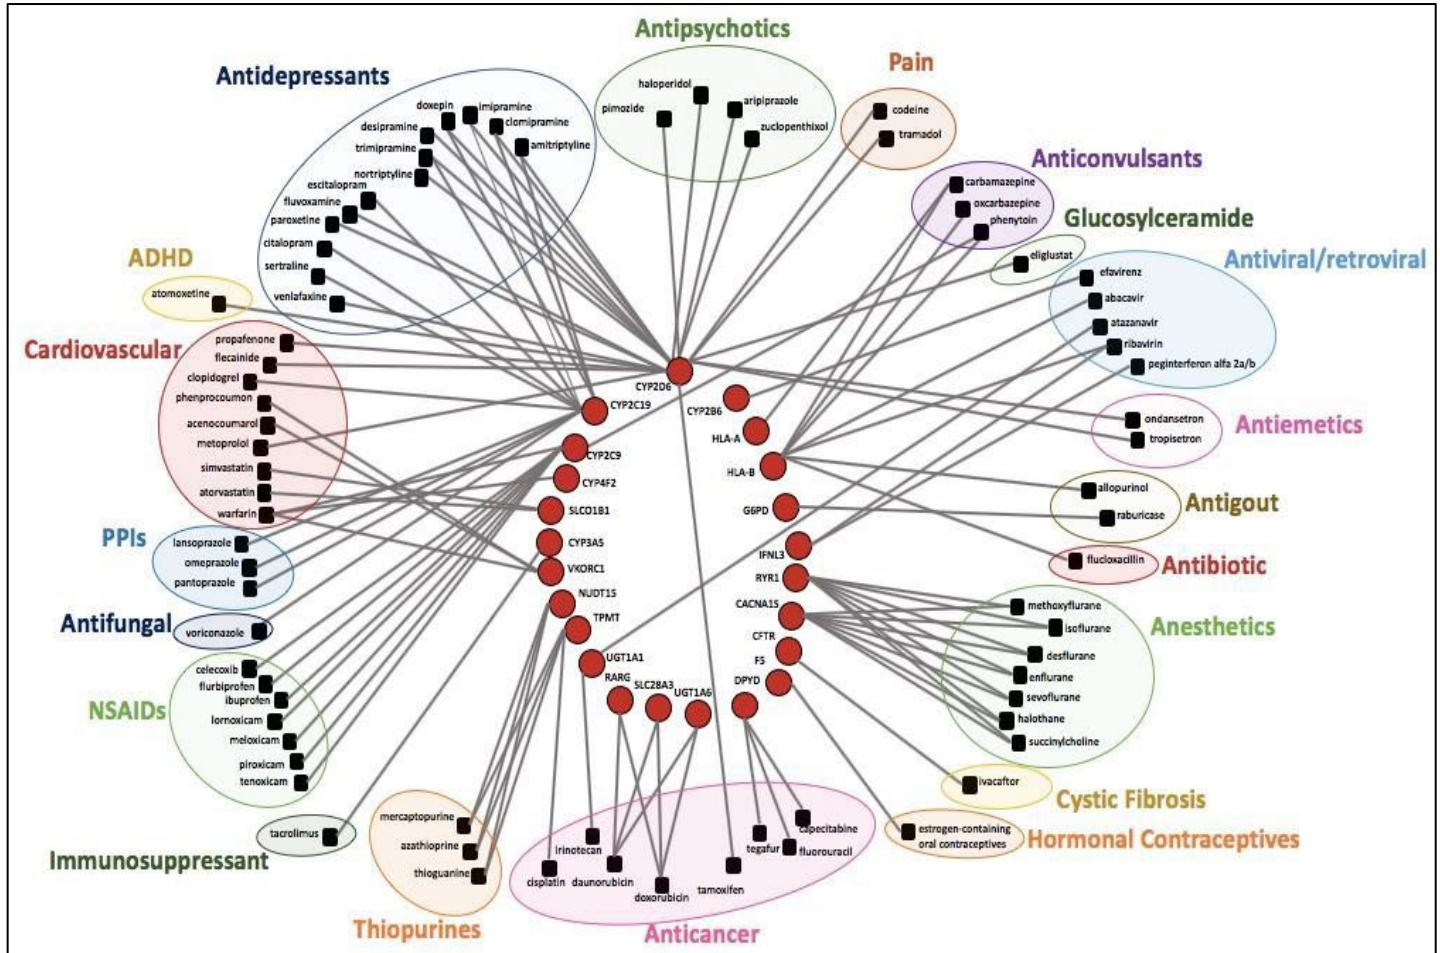 Antipsychotics
haloperidol
pimozide
aripiprazole
zuclopenthixol
Pain
codeine
tramadol
Antidepressants
doxepin
imipramine
clomipramine
desipramine
amitriptyline
trimipramine
nortriptyline
escitalopram
fluvoxamine
paroxetine
citalopram
sertraline
venlafaxine
Anticonvulsants
carbamazepine
oxcarbazepine
phenytoin
Glucosylceramide
eliglustat
Antiviral/retroviral
efavirenz
abacavir
atazanavir
ribavirin
peginterferon alfa 2a/b
ADHD
atomoxetine
Cardiovascular
propafenone
flecainide
clopidogrel
phenprocoumon
acenocoumarol
metoprolol
simvastatin
atorvastatin
warfarin
Antiemetics
ondansetron
tropisetron
Antigout
allopurinol
raburicase
Antibiotic
flucloxacillin
PPIs
lansoprazole
omeprazole
pantoprazole
Antifungal
voriconazole
NSAIDs
celecoxib
flurbiprofen
ibuprofen
lornoxicam
meloxicam
piroxicam
tenoxicam
Anesthetics
methoxyflurane
isoflurane
desflurane
enflurane
sevoflurane
halothane
succinylcholine
CYP2D6
CYP2C19
CYP2C9
CYP4F2
SLCO1B1
CYP3A5
VKORC1
NUDT15
TPMT
UGT1A1
RARG
SLC28A3
UGT1A6
DPYD
F5
CFTR
CACNA1S
RYR1
IFNL3
G6PD
HLA-B
HLA-A
CYP2B6
Immunosuppressant
tacrolimus
Thiopurines
mercaptopurine
azathioprine
thioguanine
Anticancer
cisplatin
irinotecan
daunorubicin
doxorubicin
tamoxifen
tegafur
fluorouracil
capecitabine
Cystic Fibrosis
ivacaftor
Hormonal Contraceptives
estrogen-containing
oral contraceptives